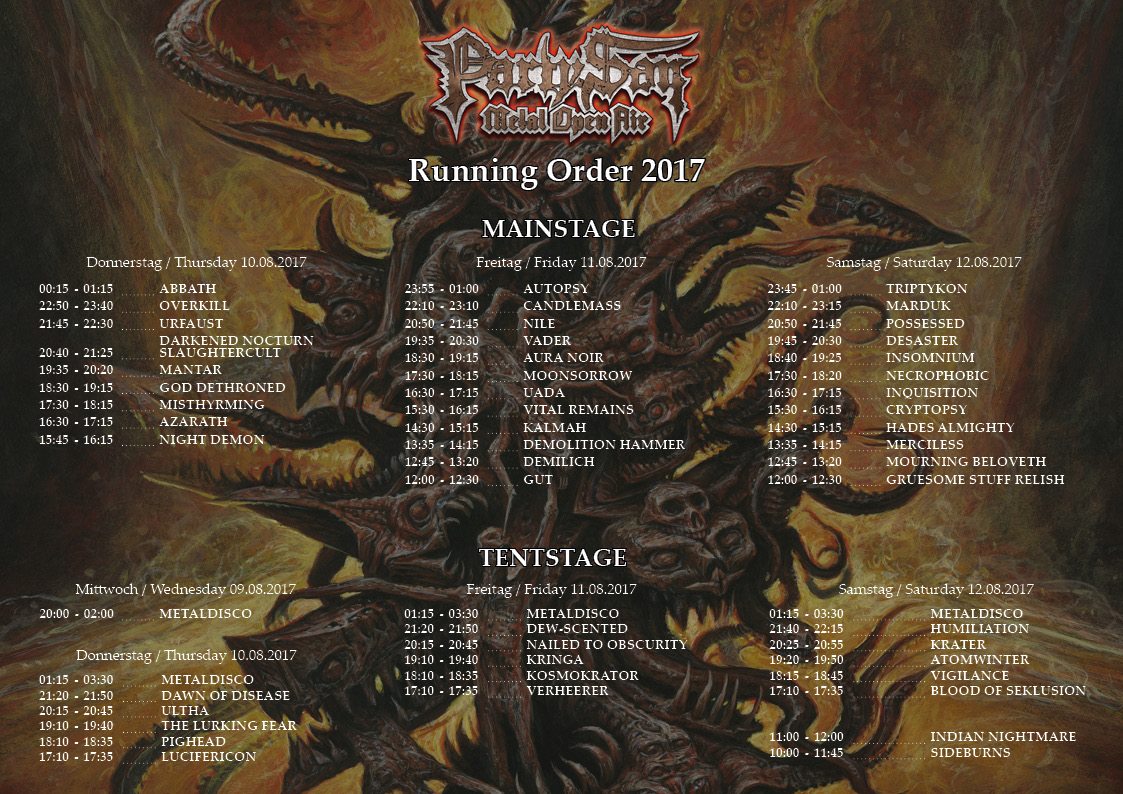 PartySan
Metal Open Air
Running Order 2017
MAINSTAGE
Donnerstag / Thursday 10.08.2017
00:15 - 01:15 ........ ABBATH
22:50 - 23:40 ........ OVERKILL
21:45 - 22:30 ........ URFAUST
DARKENED NOCTURN
20:40 - 21:25 ........ SLAUGHTERCULT
19:35 - 20:20 ........ MANTAR
18:30 - 19:15 ........ GOD DETHRONED
17:30 - 18:15 ........ MISTHYRMING
16:30 - 17:15 ........ AZARATH
15:45 - 16:15 ........ NIGHT DEMON
Freitag / Friday 11.08.2017
23:55 - 01:00 ........ AUTOPSY
22:10 - 23:10 ........ CANDLEMASS
20:50 - 21:45 ........ NILE
19:35 - 20:30 ........ VADER
18:30 - 19:15 ........ AURA NOIR
17:30 - 18:15 ........ MOONSORROW
16:30 - 17:15 ........ UADA
15:30 - 16:15 ........ VITAL REMAINS
14:30 - 15:15 ........ KALMAH
13:35 - 14:15 ........ DEMOLITION HAMMER
12:45 - 13:20 ........ DEMILICH
12:00 - 12:30 ........ GUT
Samstag / Saturday 12.08.2017
23:45 - 01:00 ........ TRIPTYKON
22:10 - 23:15 ........ MARDUK
20:50 - 21:45 ........ POSSESSED
19:45 - 20:30 ........ DESASTER
18:40 - 19:25 ........ INSOMNIUM
17:30 - 18:20 ........ NECROPHOBIC
16:30 - 17:15 ........ INQUISITION
15:30 - 16:15 ........ CRYPTOPSY
14:30 - 15:15 ........ HADES ALMIGHTY
13:35 - 14:15 ........ MERCILESS
12:45 - 13:20 ........ MOURNING BELOVETH
12:00 - 12:30 ........ GRUESOME STUFF RELISH
TENTSTAGE
Mittwoch / Wednesday 09.08.2017
20:00 - 02:00 ........ METALDISCO
Donnerstag / Thursday 10.08.2017
01:15 - 03:30 ........ METALDISCO
21:20 - 21:50 ........ DAWN OF DISEASE
20:15 - 20:45 ........ ULTHA
19:10 - 19:40 ........ THE LURKING FEAR
18:10 - 18:35 ........ PIGHEAD
17:10 - 17:35 ........ LUCIFERICON
Freitag / Friday 11.08.2017
01:15 - 03:30 ........ METALDISCO
21:20 - 21:50 ........ DEW-SCENTED
20:15 - 20:45 ........ NAILED TO OBSCURITY
19:10 - 19:40 ........ KRINGA
18:10 - 18:35 ........ KOSMOKRATOR
17:10 - 17:35 ........ VERHEERER
Samstag / Saturday 12.08.2017
01:15 - 03:30 ........ METALDISCO
21:40 - 22:15 ........ HUMILIATION
20:25 - 20:55 ........ KRATER
19:20 - 19:50 ........ ATOMWINTER
18:15 - 18:45 ........ VIGILANCE
17:10 - 17:35 ........ BLOOD OF SEKLUSION
11:00 - 12:00 ........ INDIAN NIGHTMARE
10:00 - 11:45 ........ SIDEBURNS